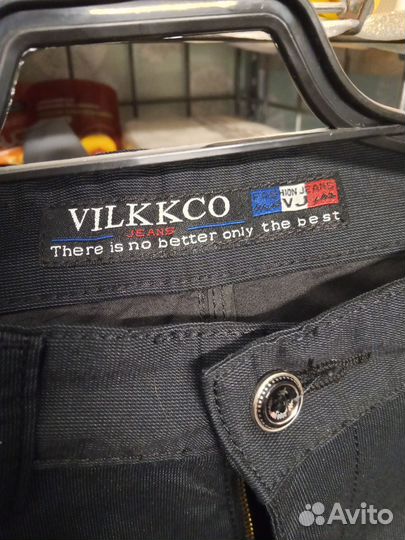 VILKKCO
JEANS
FASHION JEANS
VJ
There is no better only the best
Avito